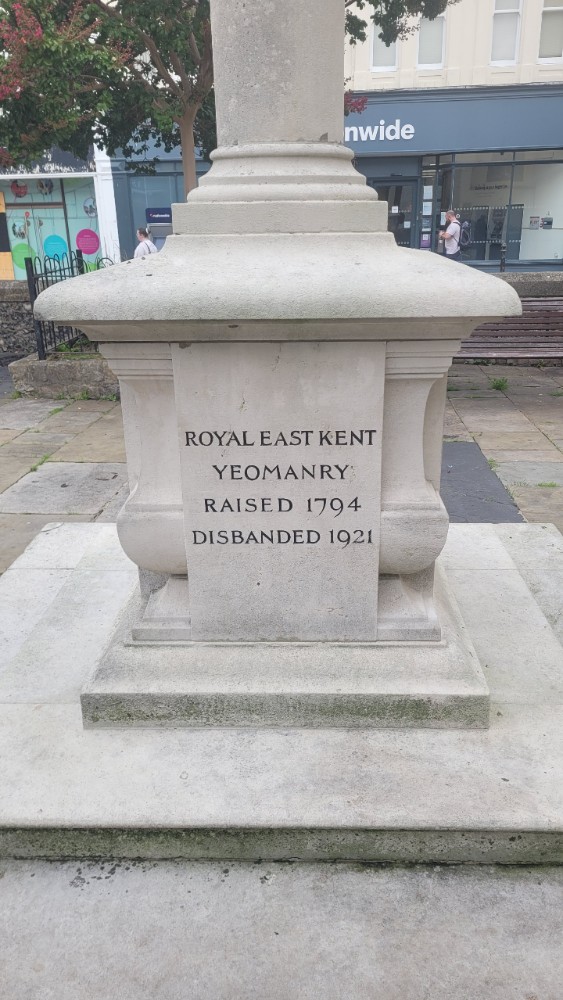 nwide
ROYAL EAST KENT
YEOMANRY
RAISED 1794
DISBANDED 1921